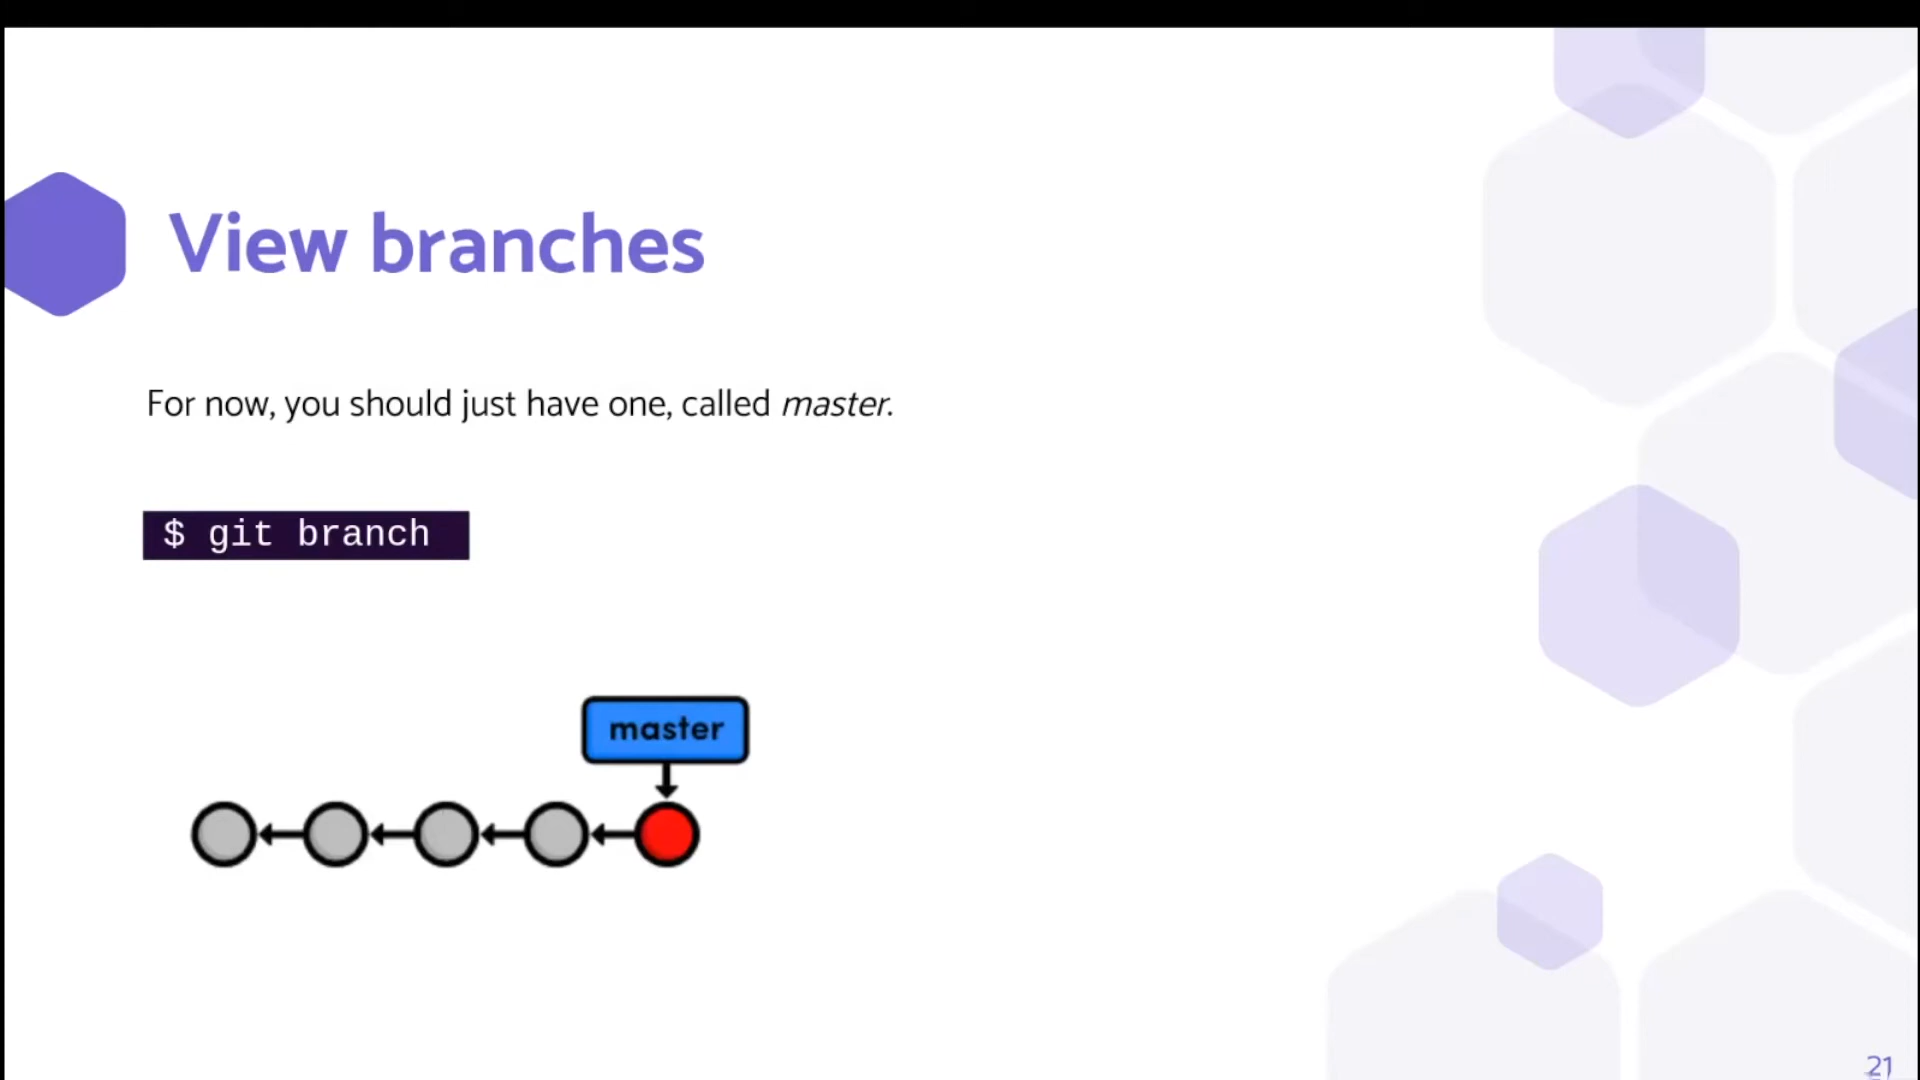 View branches
For now, you should just have one, called master.
$ git branch
master
21